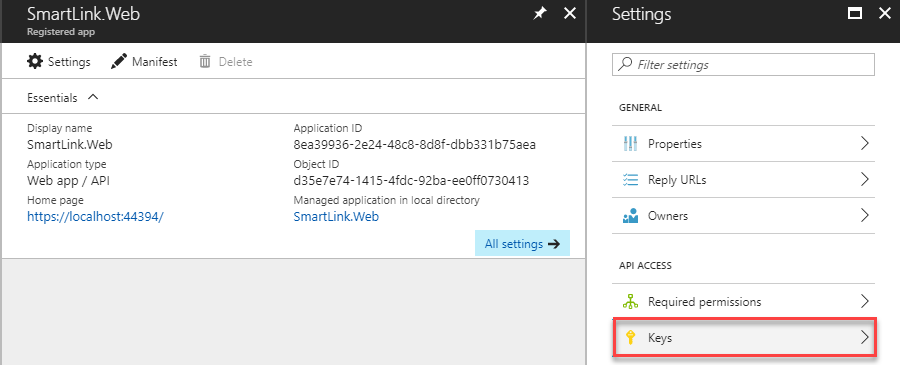 SmartLink.Web
Registered app
Settings
Manifest
Delete
Essentials
Display name
SmartLink.Web
Application type
Web app / API
Home page
https://localhost:44394/
Application ID
8ea39936-2e24-48c8-8d8f-dbb331b75aea
Object ID
d35e7e74-1415-4fdc-92ba-ee0ff0730413
Managed application in local directory
SmartLink.Web
All settings
Settings
Filter settings
GENERAL
Properties
Reply URLs
Owners
API ACCESS
Required permissions
Keys